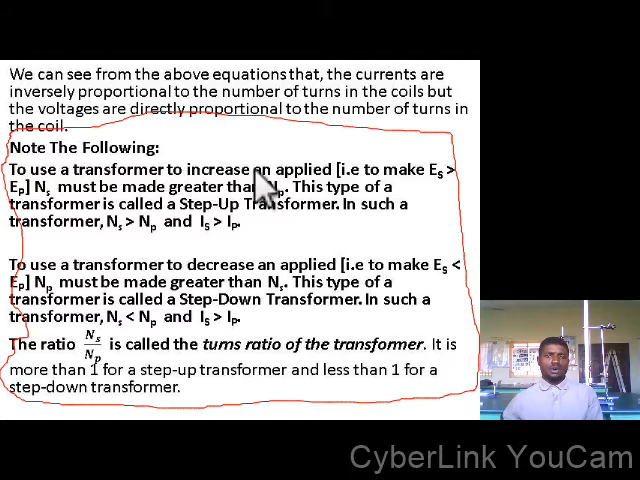 We can see from the above equations that, the currents are
inversely proportional to the number of turns in the coils but
the voltages are directly proportional to the number of turns in
the coil.
Note The Following:
To use a transformer to increase an applied [i.e to make Eₛ >
Eₚ] Nₛ must be made greater than Nₚ. This type of a
transformer is called a Step-Up Transformer. In such a
transformer, Nₛ > Nₚ and Iₛ > Iₚ.
To use a transformer to decrease an applied [i.e to make Eₛ <
Eₚ] Nₚ must be made greater than Nₛ. This type of a
transformer is called a Step-Down Transformer. In such a
transformer, Nₛ < Nₚ and Iₛ > Iₚ.
The ratio Nₛ/Nₚ is called the turns ratio of the transformer. It is
more than 1 for a step-up transformer and less than 1 for a
step-down transformer.
CyberLink YouCam